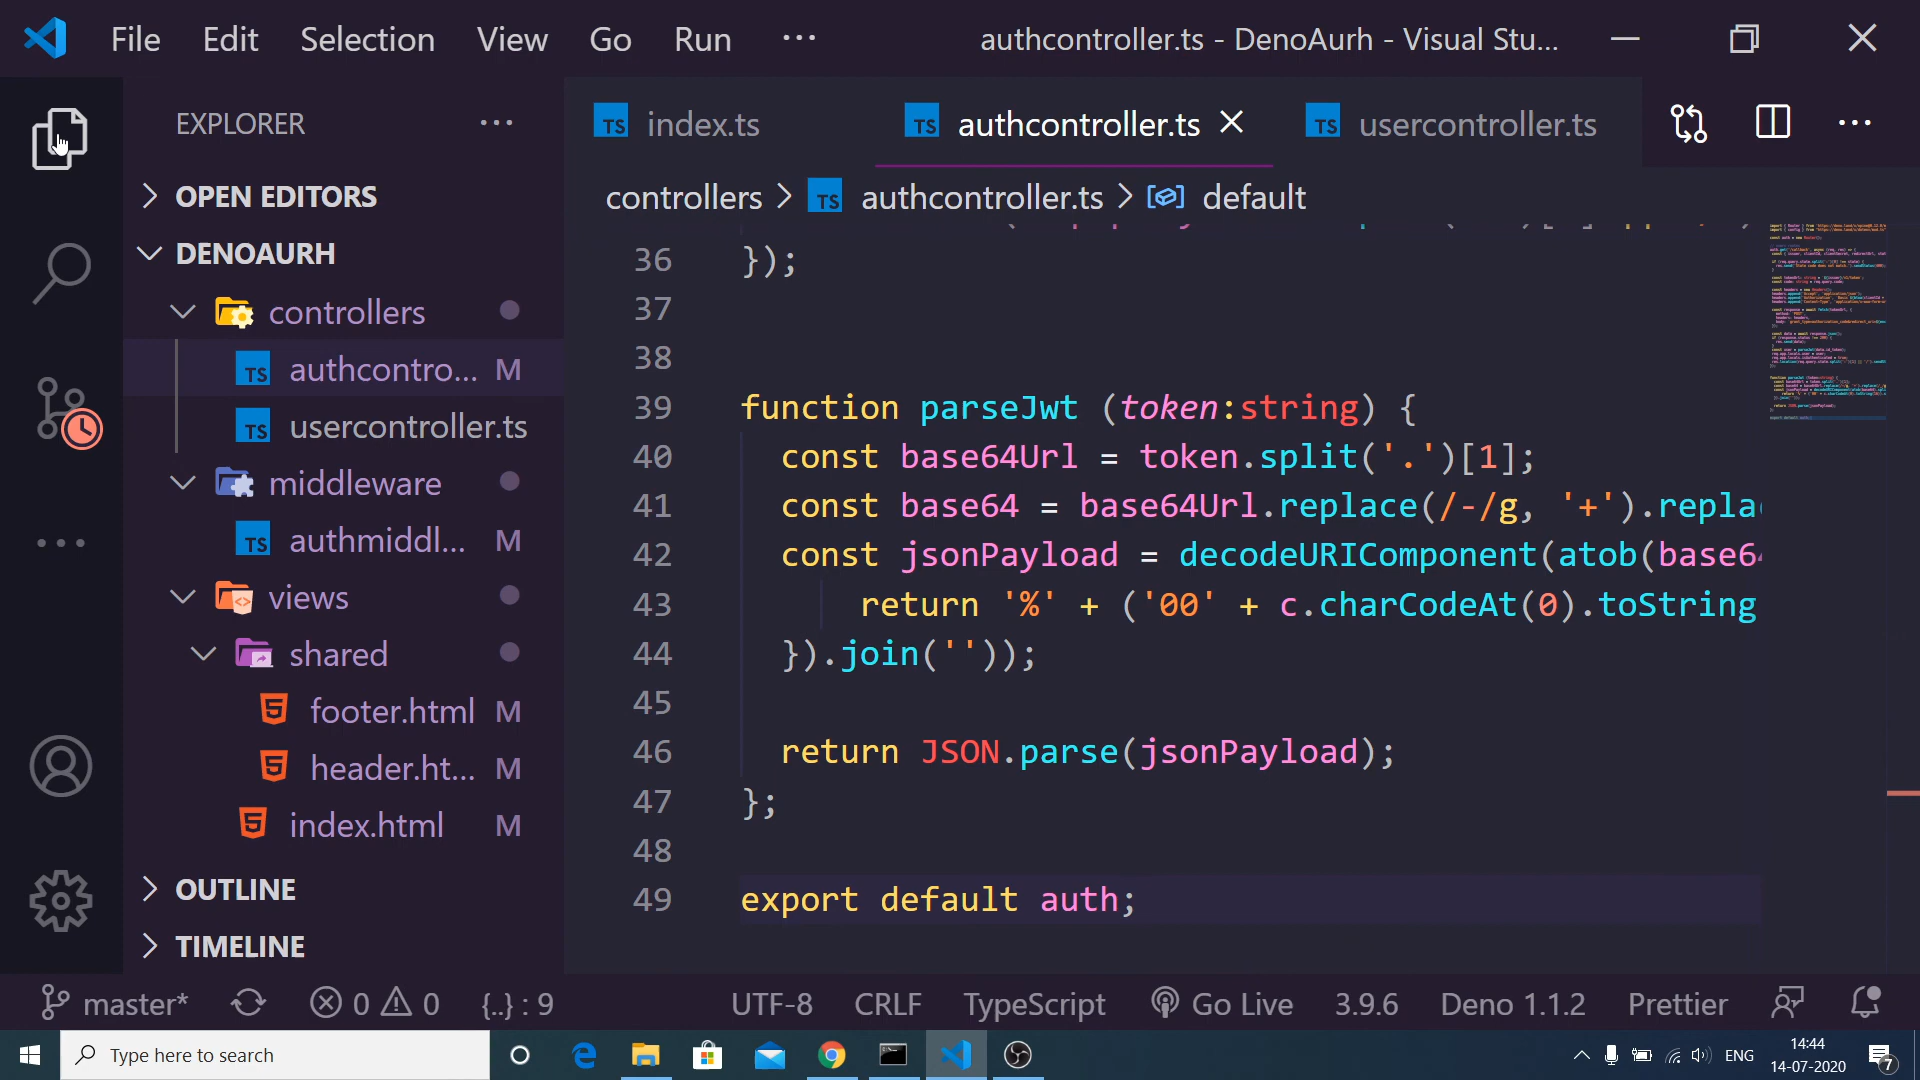 File Edit Selection View Go Run ···
authcontroller.ts - DenoAurh - Visual Stu...
EXPLORER
index.ts
authcontroller.ts
usercontroller.ts
OPEN EDITORS
controllers > TS authcontroller.ts > default
DENOAURH
controllers
TS authcontro... M
TS usercontroller.ts
middleware
TS authmiddl... M
views
shared
footer.html M
header.ht... M
index.html M
OUTLINE
TIMELINE
36 });
37
38
39 function parseJwt (token:string) {
40 const base64Url = token.split('.')[1];
41 const base64 = base64Url.replace(/-/g, '+').repla
42 const jsonPayload = decodeURIComponent(atob(base64
43 return '%' + ('00' + c.charCodeAt(0).toString
44 }).join(''));
45
46 return JSON.parse(jsonPayload);
47 };
48
49 export default auth;
master* 0 0 {..} : 9 UTF-8 CRLF TypeScript Go Live 3.9.6 Deno 1.1.2 Prettier
Type here to search
ENG
14:44
14-07-2020
7